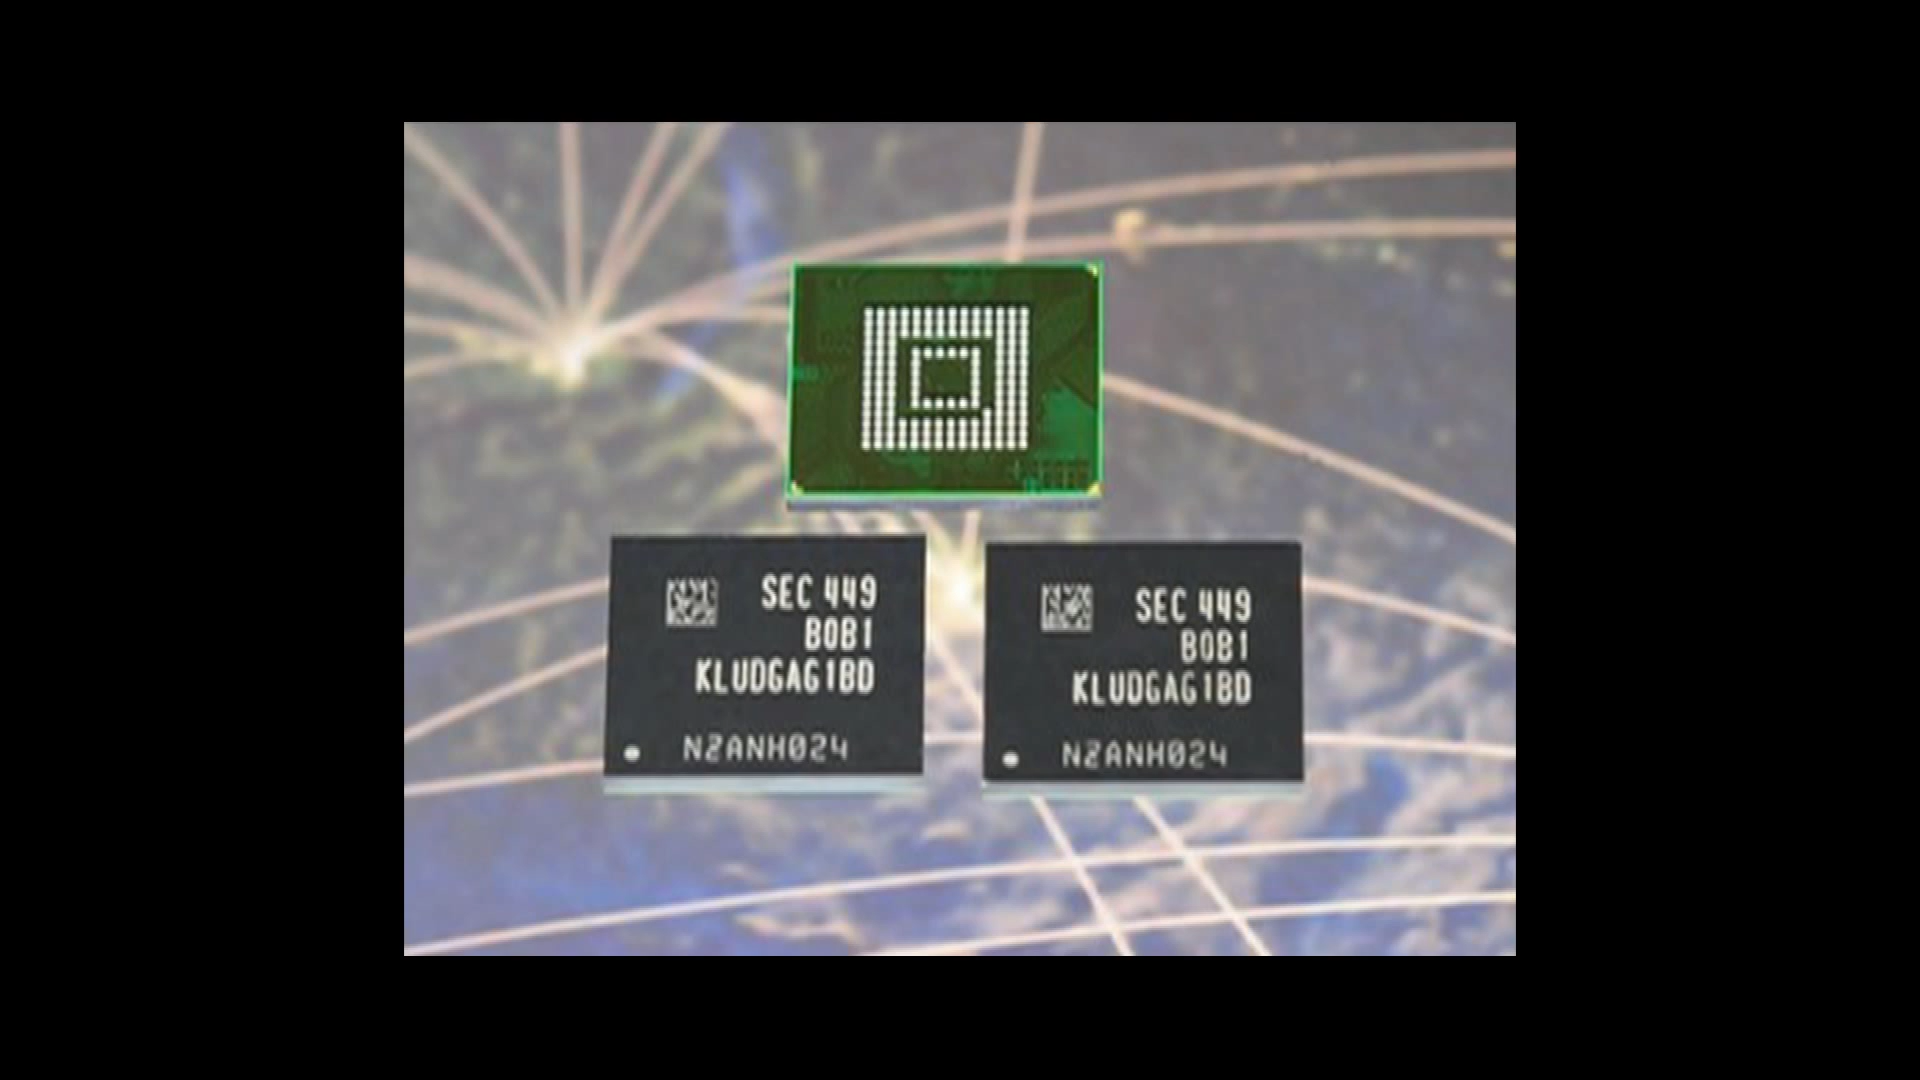 SEC 449
B0B1
KLUDGAG1BD
NZANH024
SEC 449
B0B1
KLUDGAG1BD
NZANH024